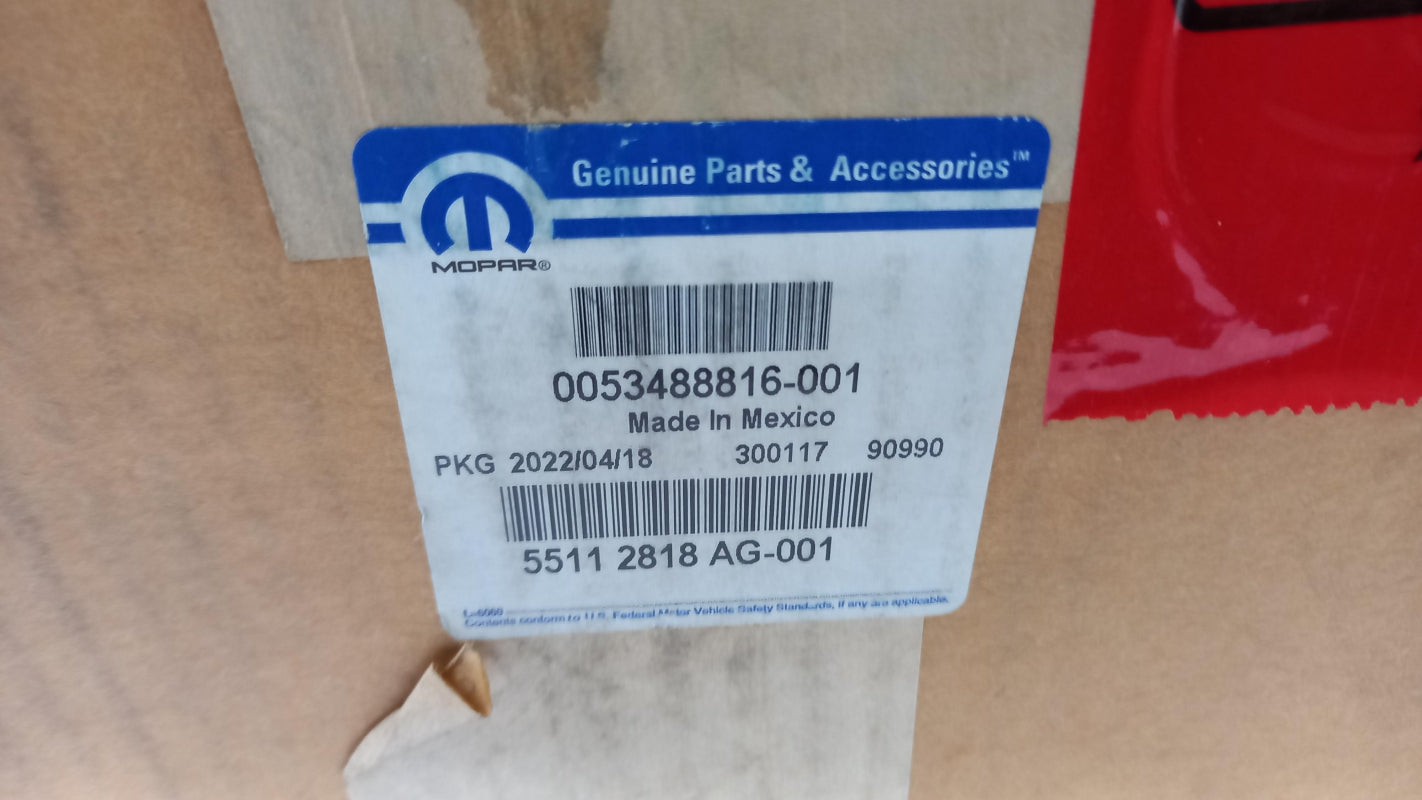 Genuine Parts & Accessories™
MOPAR®
0053488816-001
Made In Mexico
PKG 2022/04/18 300117 90990
5511 2818 AG-001
L-6060
Contents conform to U.S. Federal Motor Vehicle Safety Standards, if any are applicable.